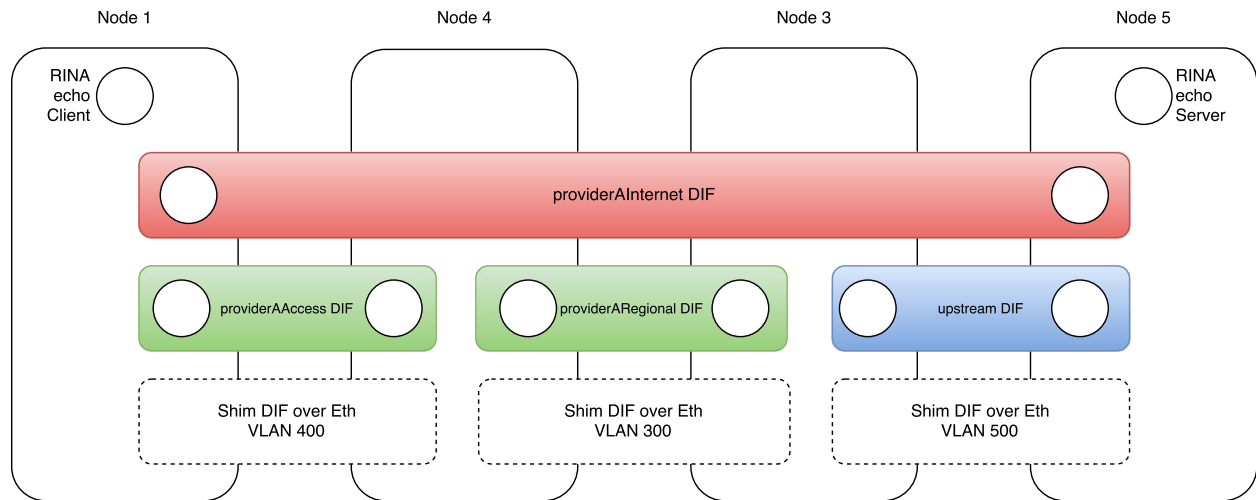 Node 1
Node 4
Node 3
Node 5
RINA
echo
Client
RINA
echo
Server
providerAInternet DIF
providerAAccess DIF
providerARegional DIF
upstream DIF
Shim DIF over Eth
VLAN 400
Shim DIF over Eth
VLAN 300
Shim DIF over Eth
VLAN 500